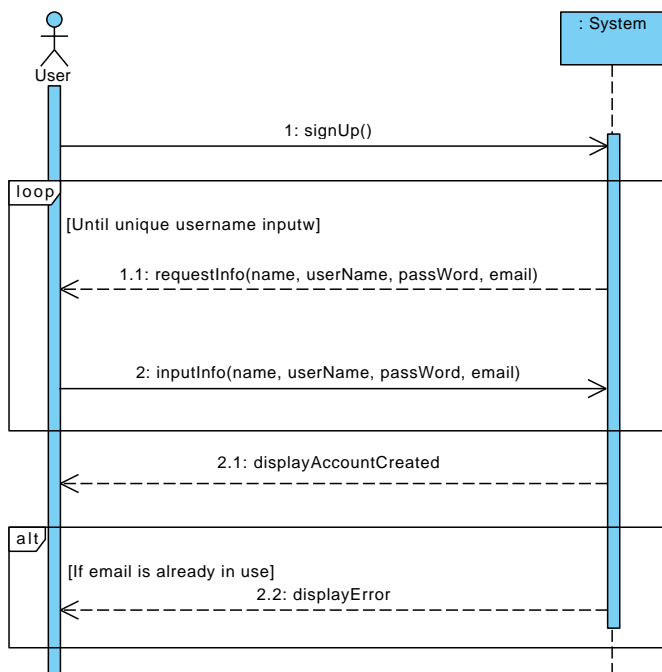 : System
User
1: signUp()
loop
[Until unique username inputw]
1.1: requestInfo(name, userName, passWord, email)
2: inputInfo(name, userName, passWord, email)
2.1: displayAccountCreated
alt
[If email is already in use]
2.2: displayError